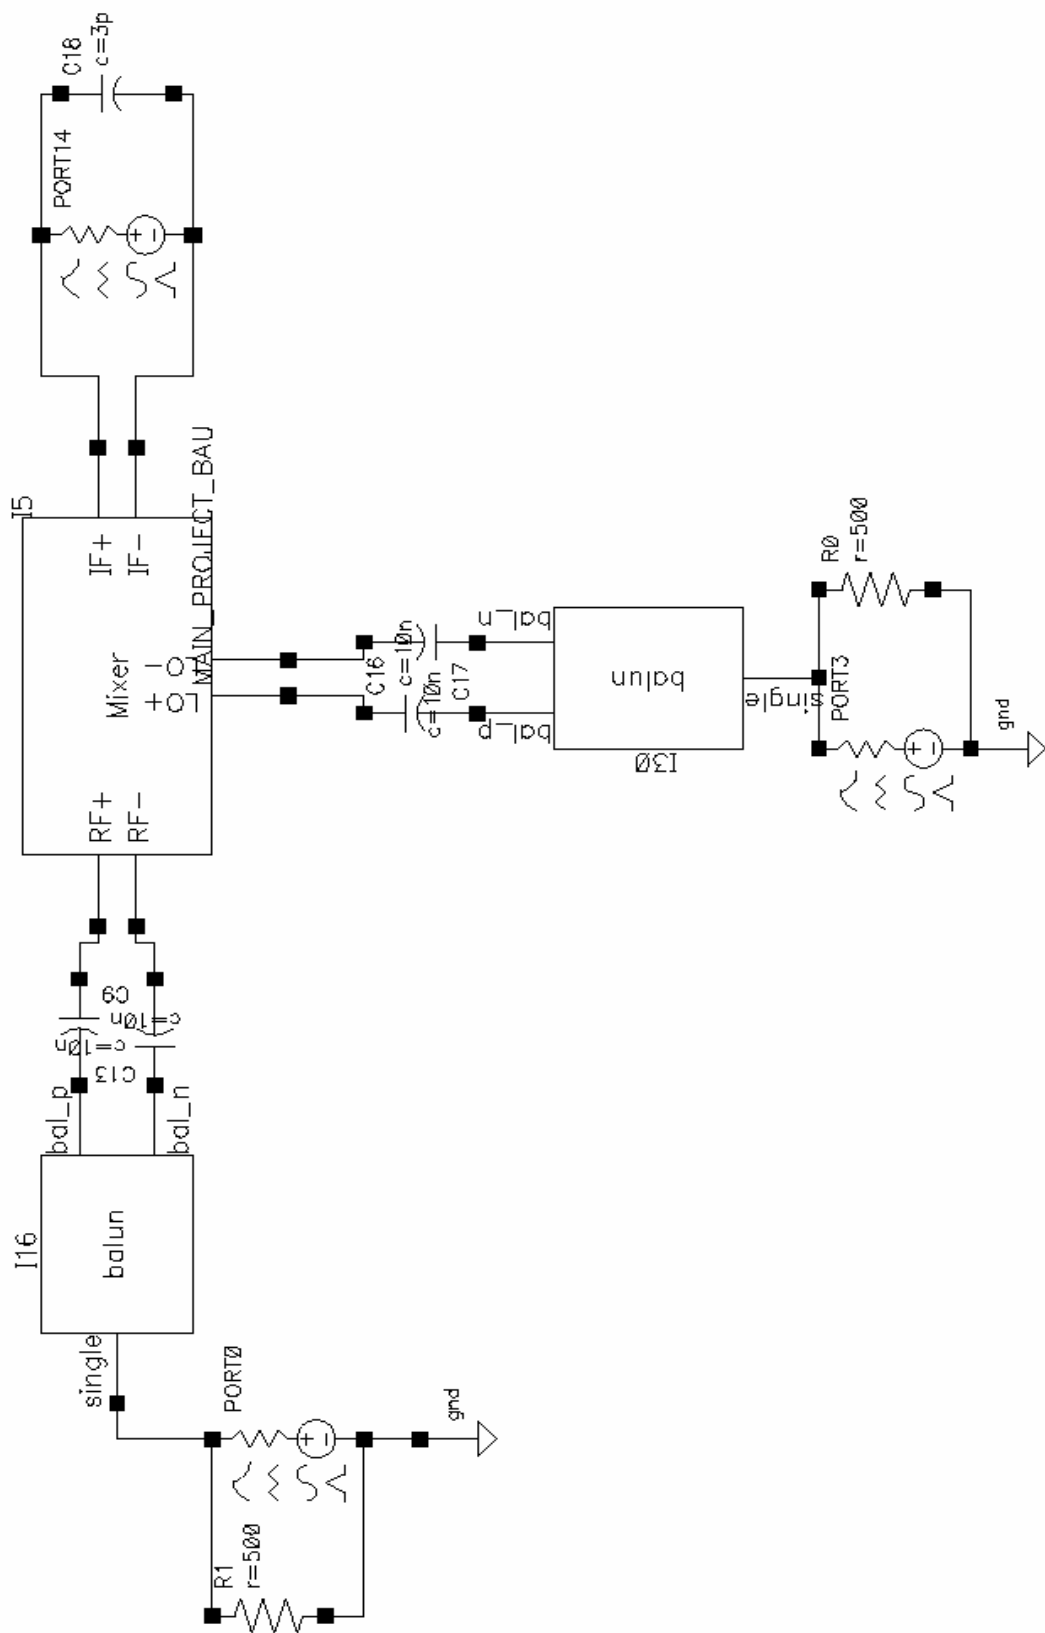 C18
c=3p
PORT14
I5
IF+
IF-
MAIN_PROJECT_BAU
Mixer
LO-
LO+
RF+
RF-
C16
c=10n
c=10n
C17
bal_n
bal_p
balun
I30
single
PORT3
R0
r=500
gnd
C9
c=10n
c=10n
C13
bal_p
bal_n
I16
balun
single
PORT0
gnd
R1
r=500